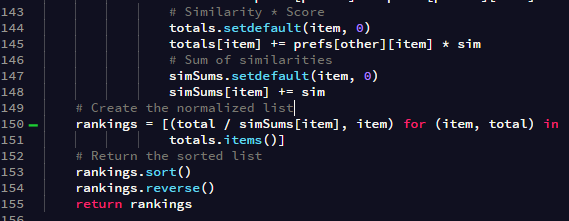 143 # Similarity * Score
144 totals.setdefault(item, 0)
145 totals[item] += prefs[other][item] * sim
146 # Sum of similarities
147 simSums.setdefault(item, 0)
148 simSums[item] += sim
149 # Create the normalized list
150 rankings = [(total / simSums[item], item) for (item, total) in
151 totals.items()]
152 # Return the sorted list
153 rankings.sort()
154 rankings.reverse()
155 return rankings
156